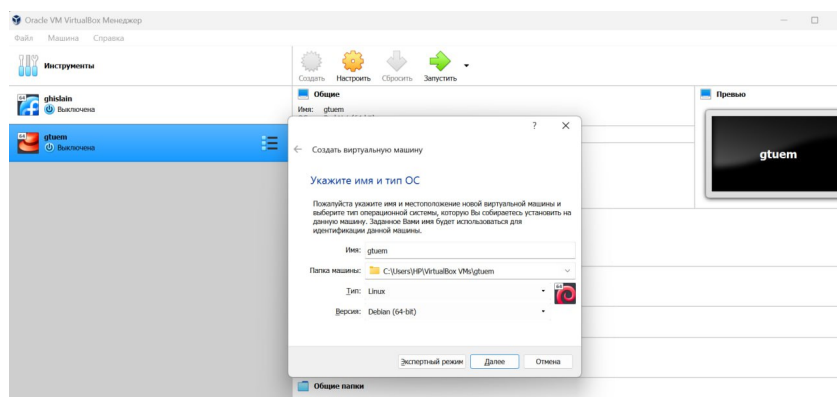 Oracle VM VirtualBox Менеджер
Файл Машина Справка
Инструменты
Создать Настроить Сбросить Запустить
64 ghislain
Выключена
64 gtuem
Выключена
Общие
Имя: gtuem
Превью
gtuem
? ×
← Создать виртуальную машину
Укажите имя и тип ОС
Пожалуйста укажите имя и местоположение новой виртуальной машины и
выберите тип операционной системы, которую Вы собираетесь установить на
данную машину. Заданное Вами имя будет использоваться для
идентификации данной машины.
Имя: gtuem
Папка машины: C:\Users\HP\VirtualBox VMs\gtuem
Тип: Linux
64
Версия: Debian (64-bit)
Экспертный режим Далее Отмена
Общие папки